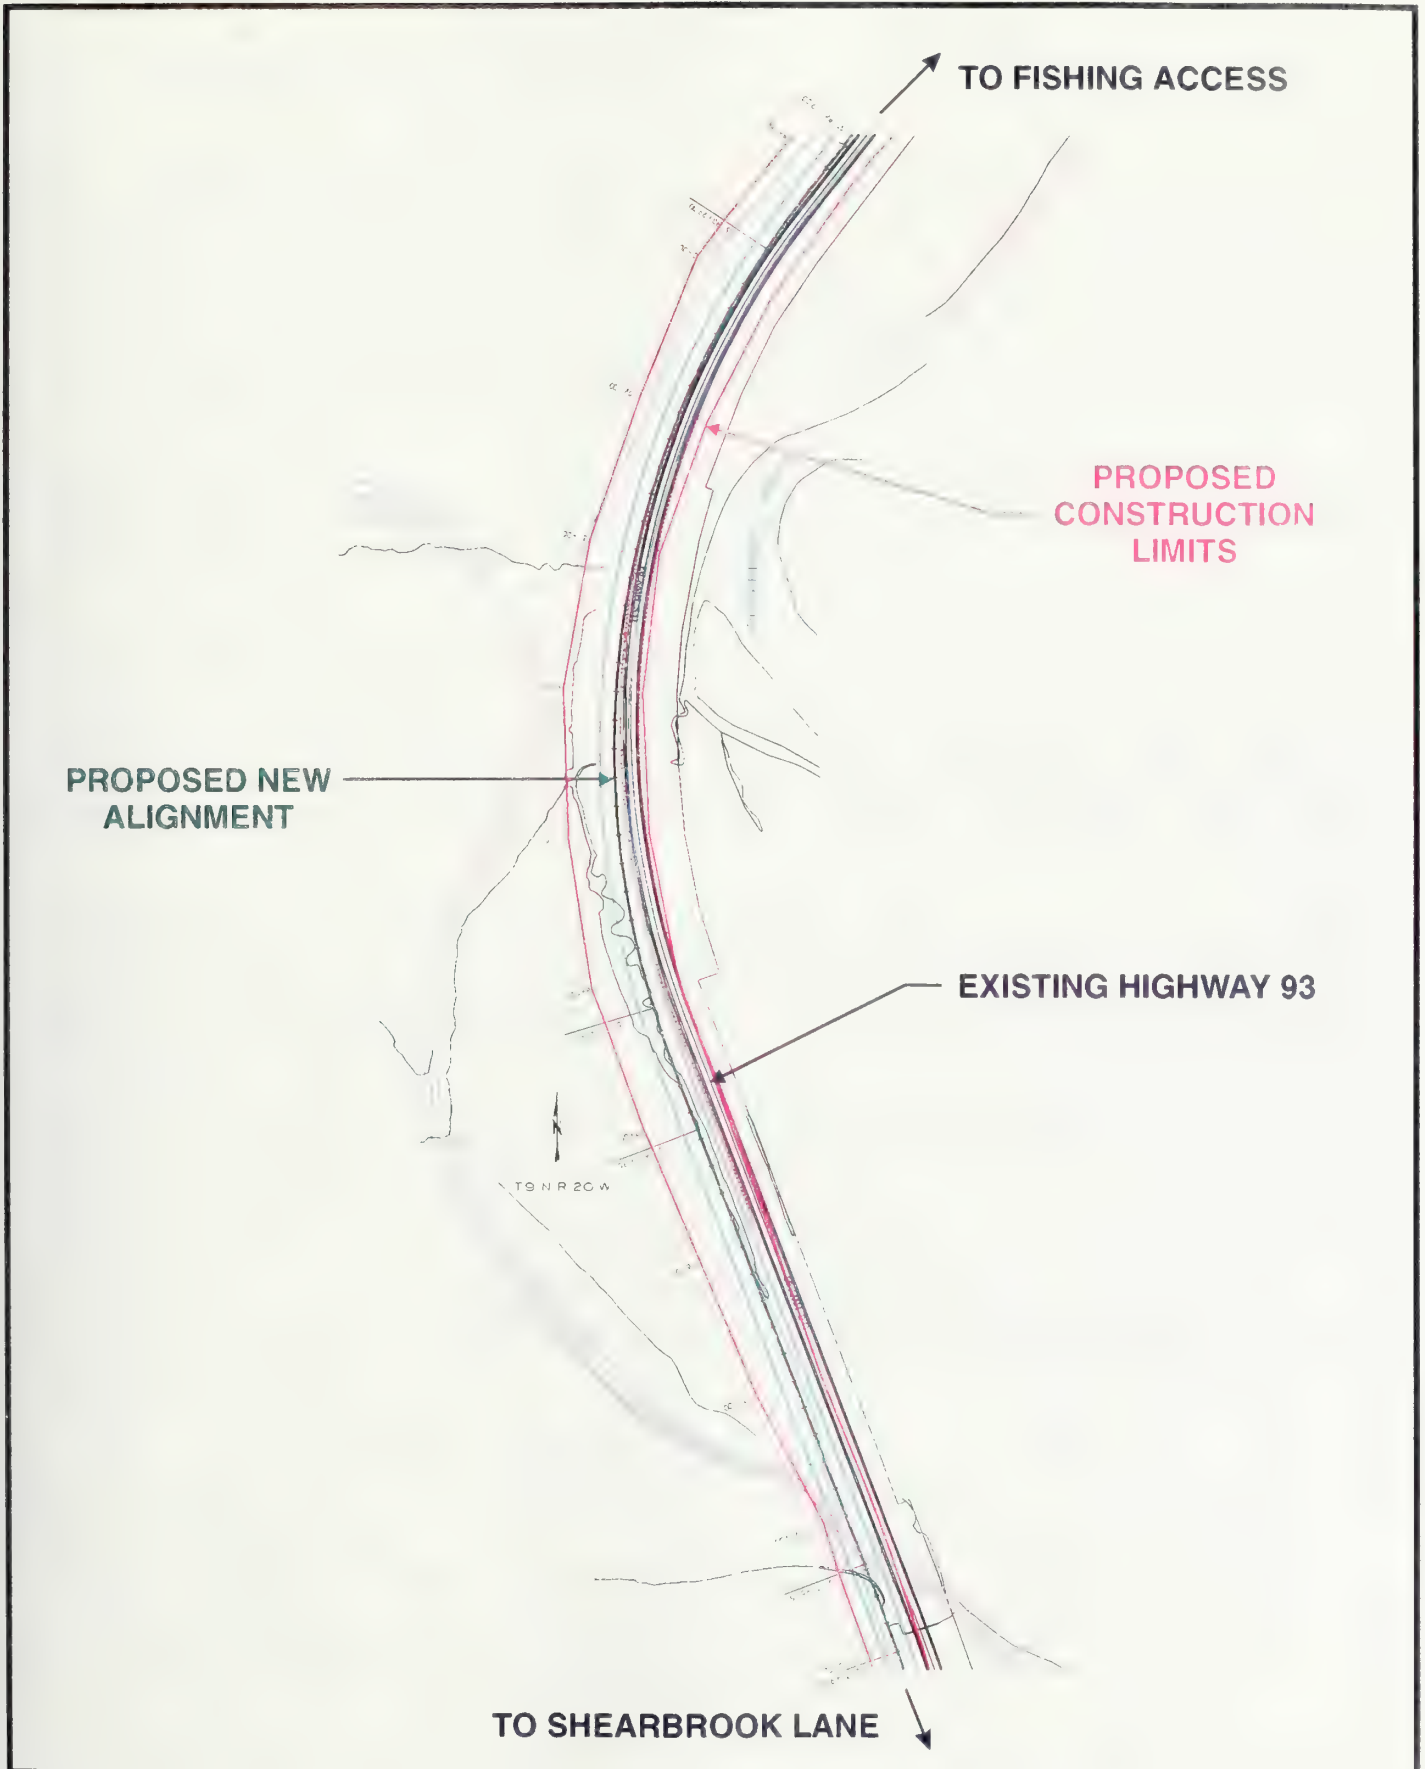 TO FISHING ACCESS
PROPOSED
CONSTRUCTION
LIMITS
PROPOSED NEW
ALIGNMENT
EXISTING HIGHWAY 93
T9 N R 20 W
TO SHEARBROOK LANE